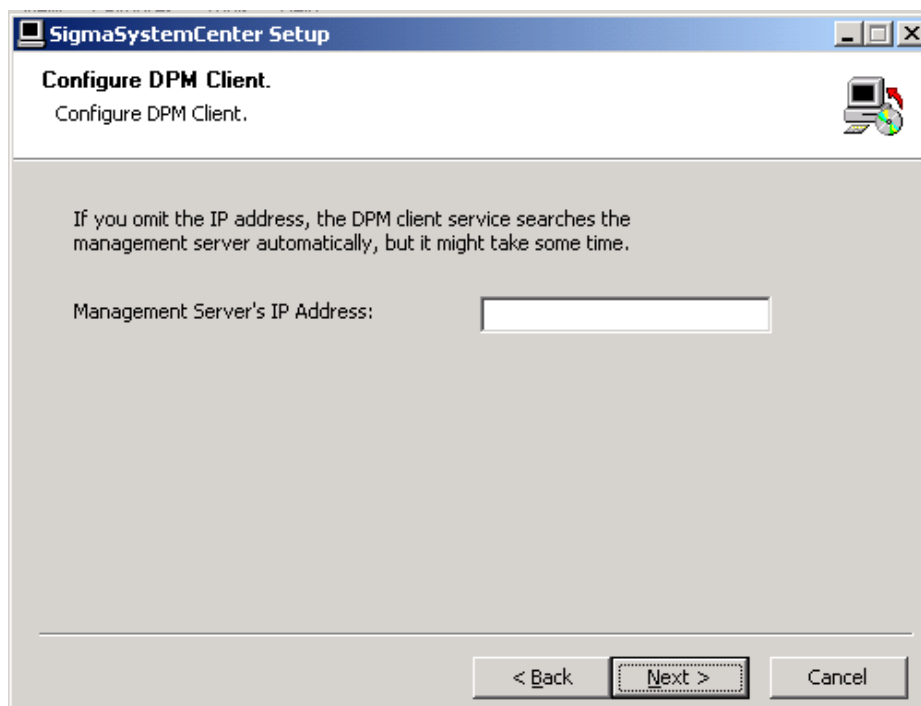 SigmaSystemCenter Setup
Configure DPM Client.
Configure DPM Client.
If you omit the IP address, the DPM client service searches the
management server automatically, but it might take some time.
Management Server's IP Address:
< Back
Next >
Cancel